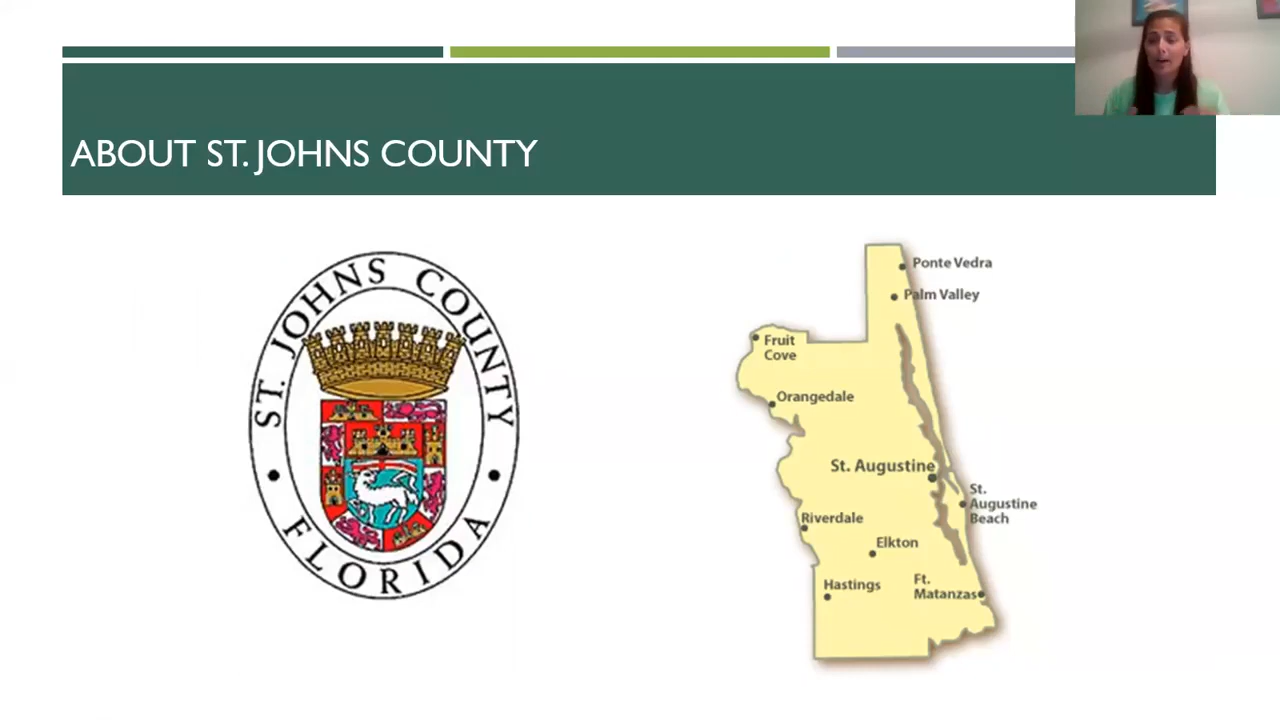 ABOUT ST. JOHNS COUNTY
ST. JOHNS COUNTY
FLORIDA
Ponte Vedra
Palm Valley
Fruit
Cove
Orangedale
St. Augustine
St.
Augustine
Beach
Riverdale
Elkton
Hastings
Ft.
Matanzas